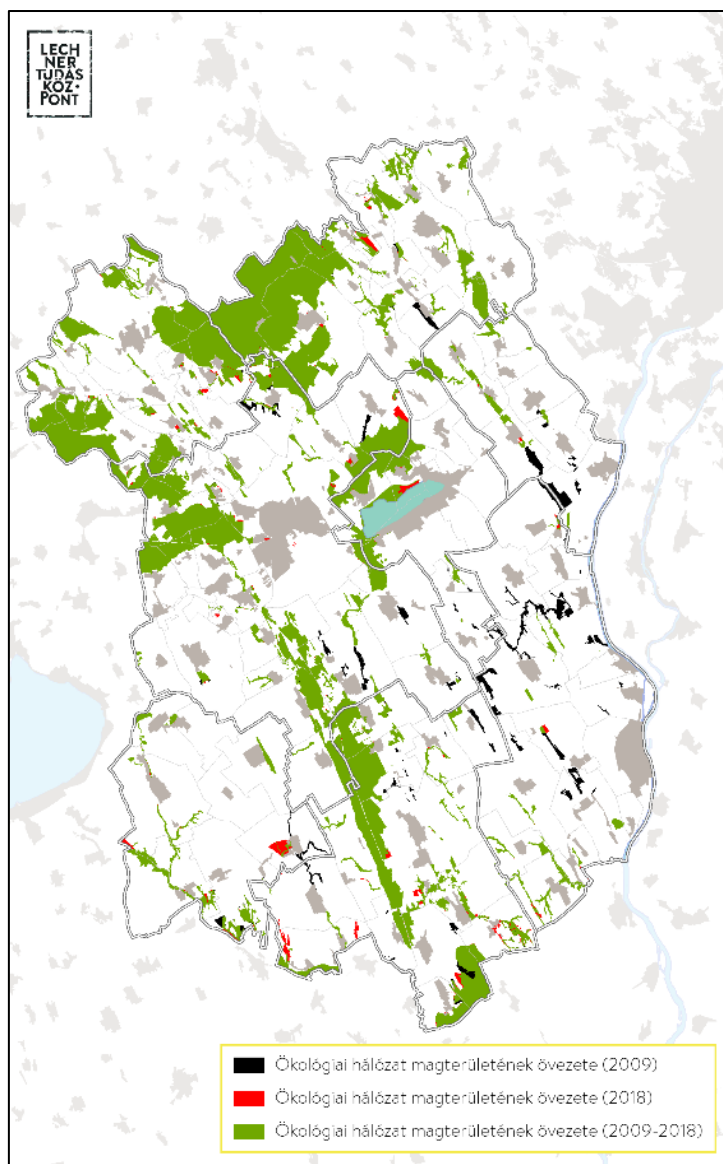 LECH
NER
TUDÁS
KÖZ•
PONT
Ökológiai hálózat magterületének övezete (2009)
Ökológiai hálózat magterületének övezete (2018)
Ökológiai hálózat magterületének övezete (2009-2018)